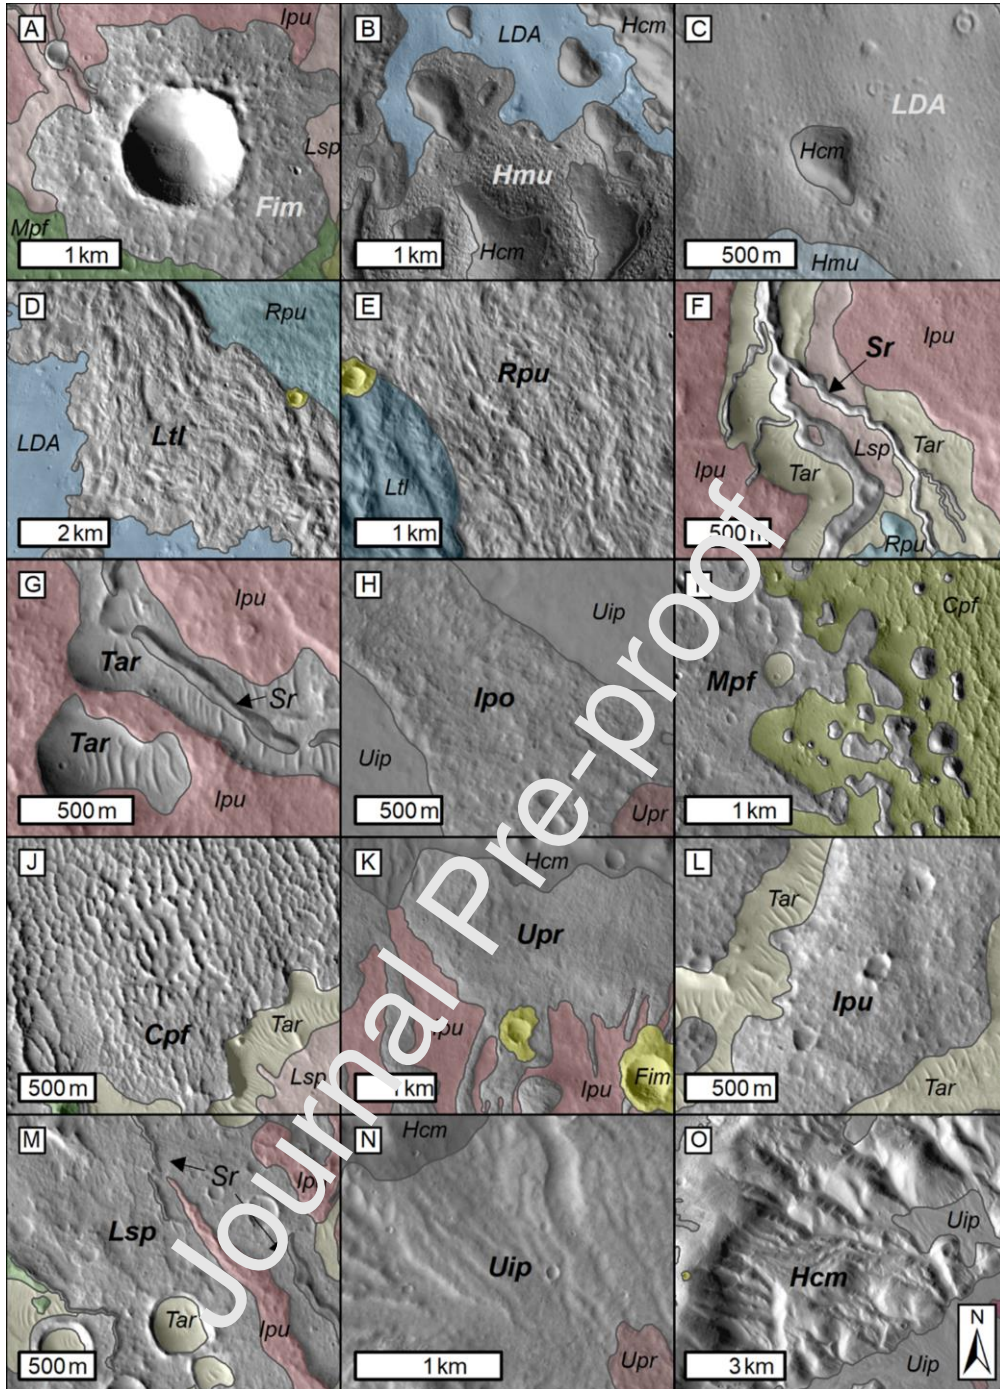 A
Ipu
Lsp
Fim
Mpf
1 km
B
LDA
Hcm
Hmu
Hcm
1 km
C
LDA
Hcm
Hmu
500 m
D
Rpu
LDA
Ltl
2 km
E
Rpu
Ltl
1 km
F
Sr
Ipu
Ipu
Tar
Lsp
Tar
Rpu
500 m
G
Ipu
Tar
Sr
Tar
Ipu
500 m
H
Uip
Ipo
Uip
Upr
500 m
I
Cpf
Mpf
1 km
J
Cpf
Tar
Lsp
500 m
K
Hcm
Upr
Ipu
Ipu
Fim
1 km
L
Tar
Ipu
Tar
500 m
M
Sr
Ipu
Lsp
Tar
Ipu
500 m
N
Hcm
Uip
Upr
1 km
O
Uip
Hcm
Uip
3 km
N
Journal Pre-proof